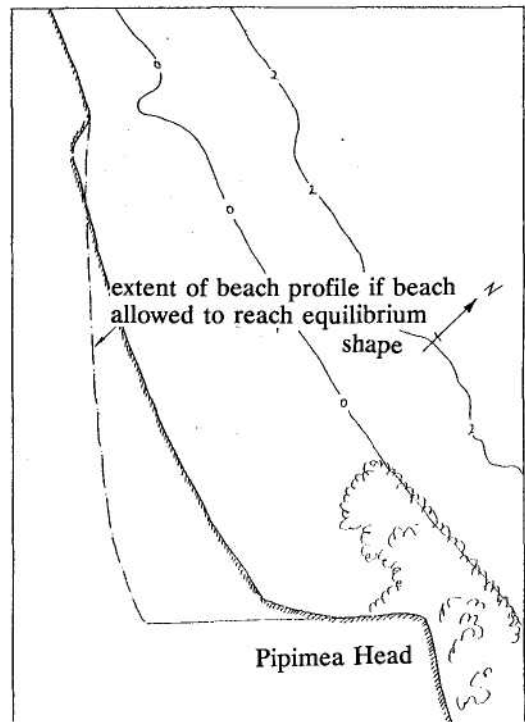 0
2
2
0
extent of beach profile if beach
allowed to reach equilibrium
shape
N
0
2
Pipimea Head